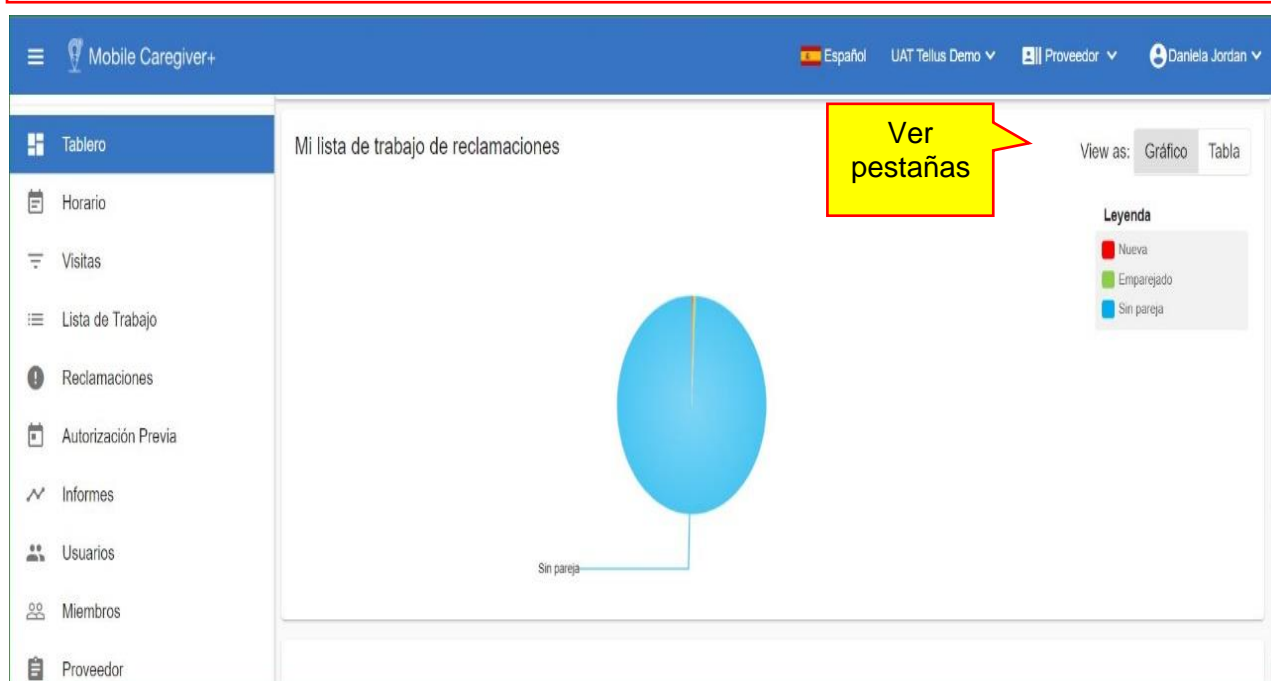 Mobile Caregiver+
Español
UAT Tellus Demo
Proveedor
Daniela Jordan
Tablero
Horario
Visitas
Lista de Trabajo
Reclamaciones
Autorización Previa
Informes
Usuarios
Miembros
Proveedor
Mi lista de trabajo de reclamaciones
Ver
pestañas
View as:
Gráfico
Tabla
Leyenda
Nueva
Emparejado
Sin pareja
Sin pareja